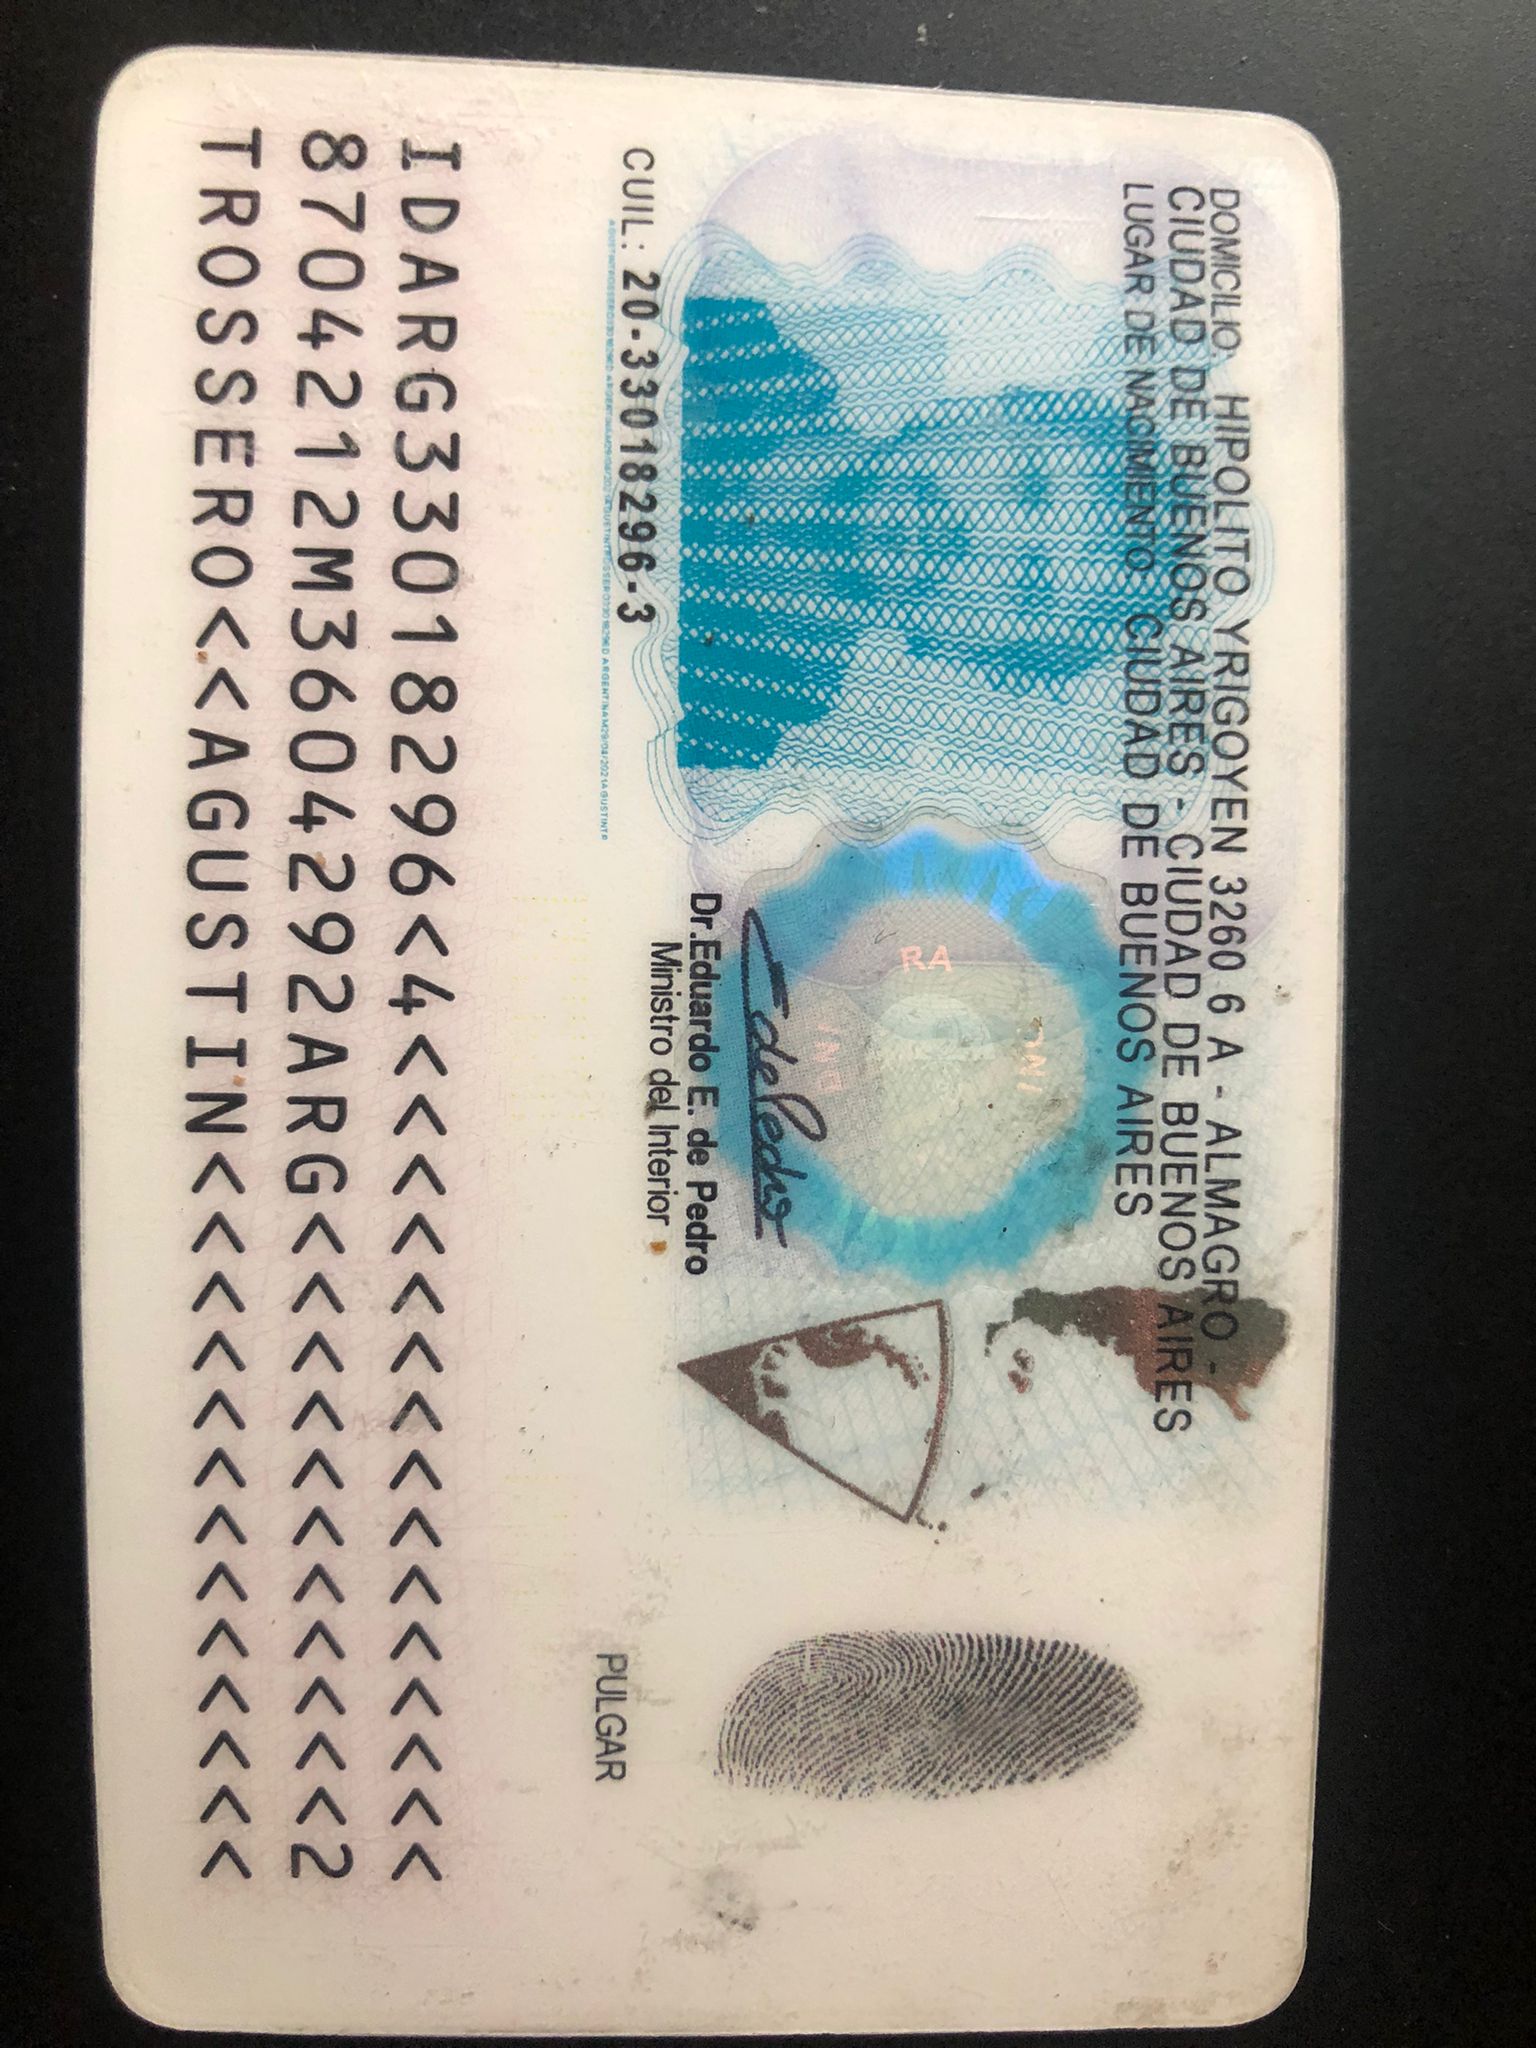 DOMICILIO: HIPOLITO YRIGOYEN 3260 6 A - ALMAGRO -
CIUDAD DE BUENOS AIRES - CIUDAD DE BUENOS AIRES
LUGAR DE NACIMIENTO: CIUDAD DE BUENOS AIRES
RA
DNI
Dr.Eduardo E. de Pedro
Ministro del Interior
CUIL: 20-33018296-3
PULGAR
IDARG33018296<4<<<<<<<<<<<<<<<
8704212M3604292ARG<<<<<<<<<<<2
TROSSERO<<AGUSTIN<<<<<<<<<<<<<